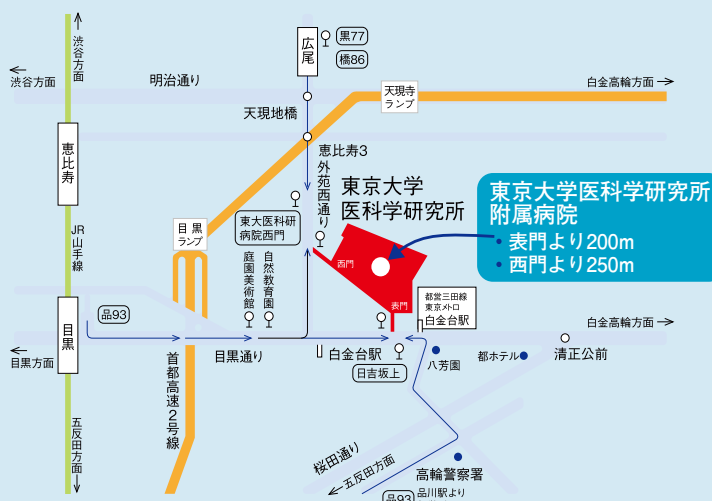 渋谷方面
渋谷方面
広尾
黒77
橋86
明治通り
天現寺
ランプ
白金高輪方面
天現地橋
恵比寿
恵比寿3
外苑西通り
東京大学
医科学研究所
東京大学医科学研究所
附属病院
• 表門より200m
• 西門より250m
目黒
ランプ
東大医科研
病院西門
JR
山手線
庭園美術館
自然教育園
西門
表門
都営三田線
東京メトロ
白金台駅
品93
目黒
目黒方面
首都高速2号線
目黒通り
白金台駅
日吉坂上
八芳園
都ホテル
清正公前
白金高輪方面
五反田方面
桜田通り
五反田方面
高輪警察署
品93
品川駅より